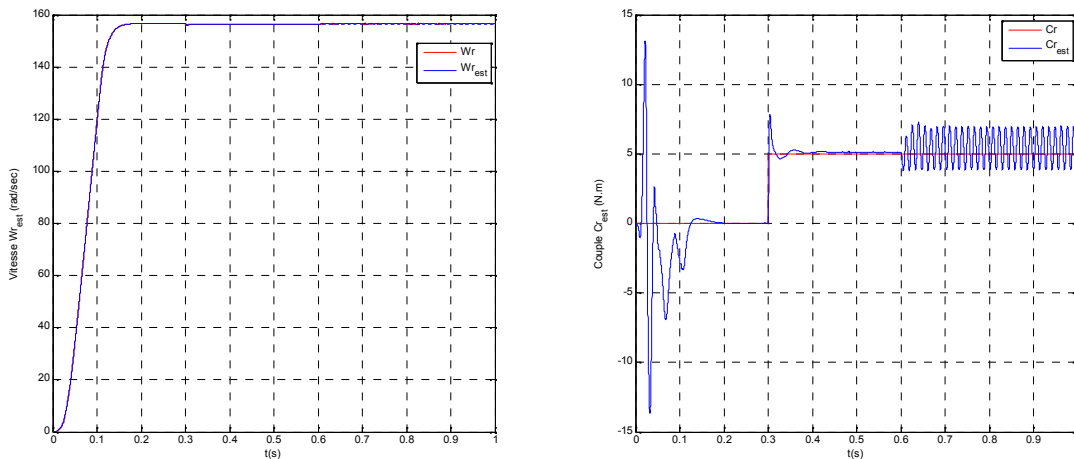 160
140
120
100
80
60
40
20
0
Vitesse Wr_est (rad/sec)
0 0.1 0.2 0.3 0.4 0.5 0.6 0.7 0.8 0.9 1
t(s)
Wr
Wr_est
15
10
5
0
-5
-10
-15
Couple Cr_est (N.m)
0 0.1 0.2 0.3 0.4 0.5 0.6 0.7 0.8 0.9
t(s)
Cr
Cr_est